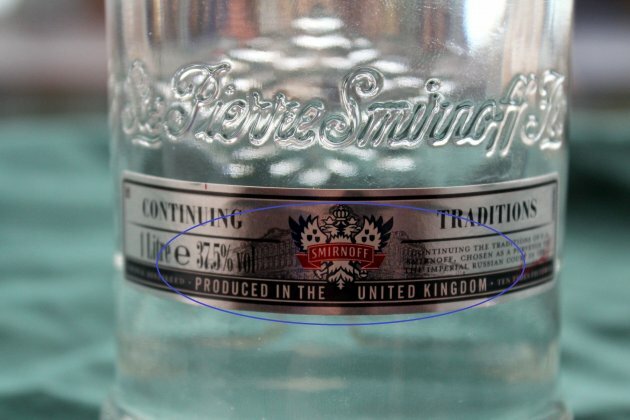 Pierre Smirnoff
CONTINUING TRADITIONS
1 Litre e 37.5% vol
SMIRNOFF
CONTINUING THE TRADITIONS OF P.A.
SMIRNOFF, CHOSEN AS A PURVEYOR TO
THE IMPERIAL RUSSIAN COURT
· PRODUCED IN THE UNITED KINGDOM ·